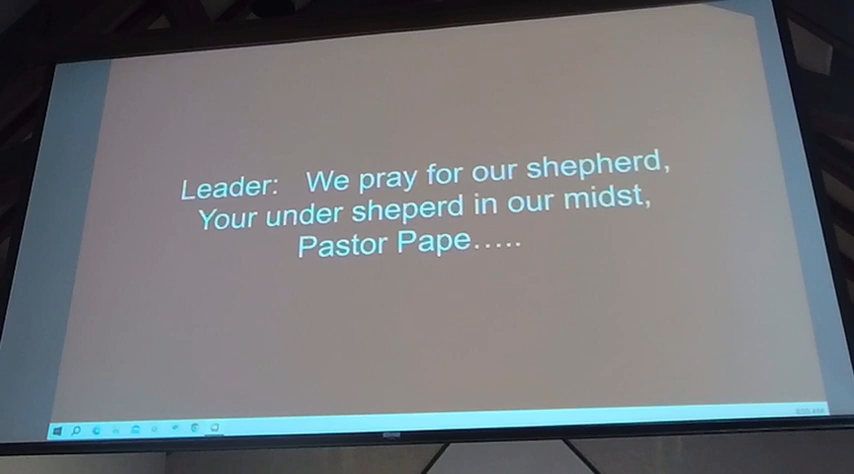 Leader: We pray for our shepherd,
Your under sheperd in our midst,
Pastor Pape.....